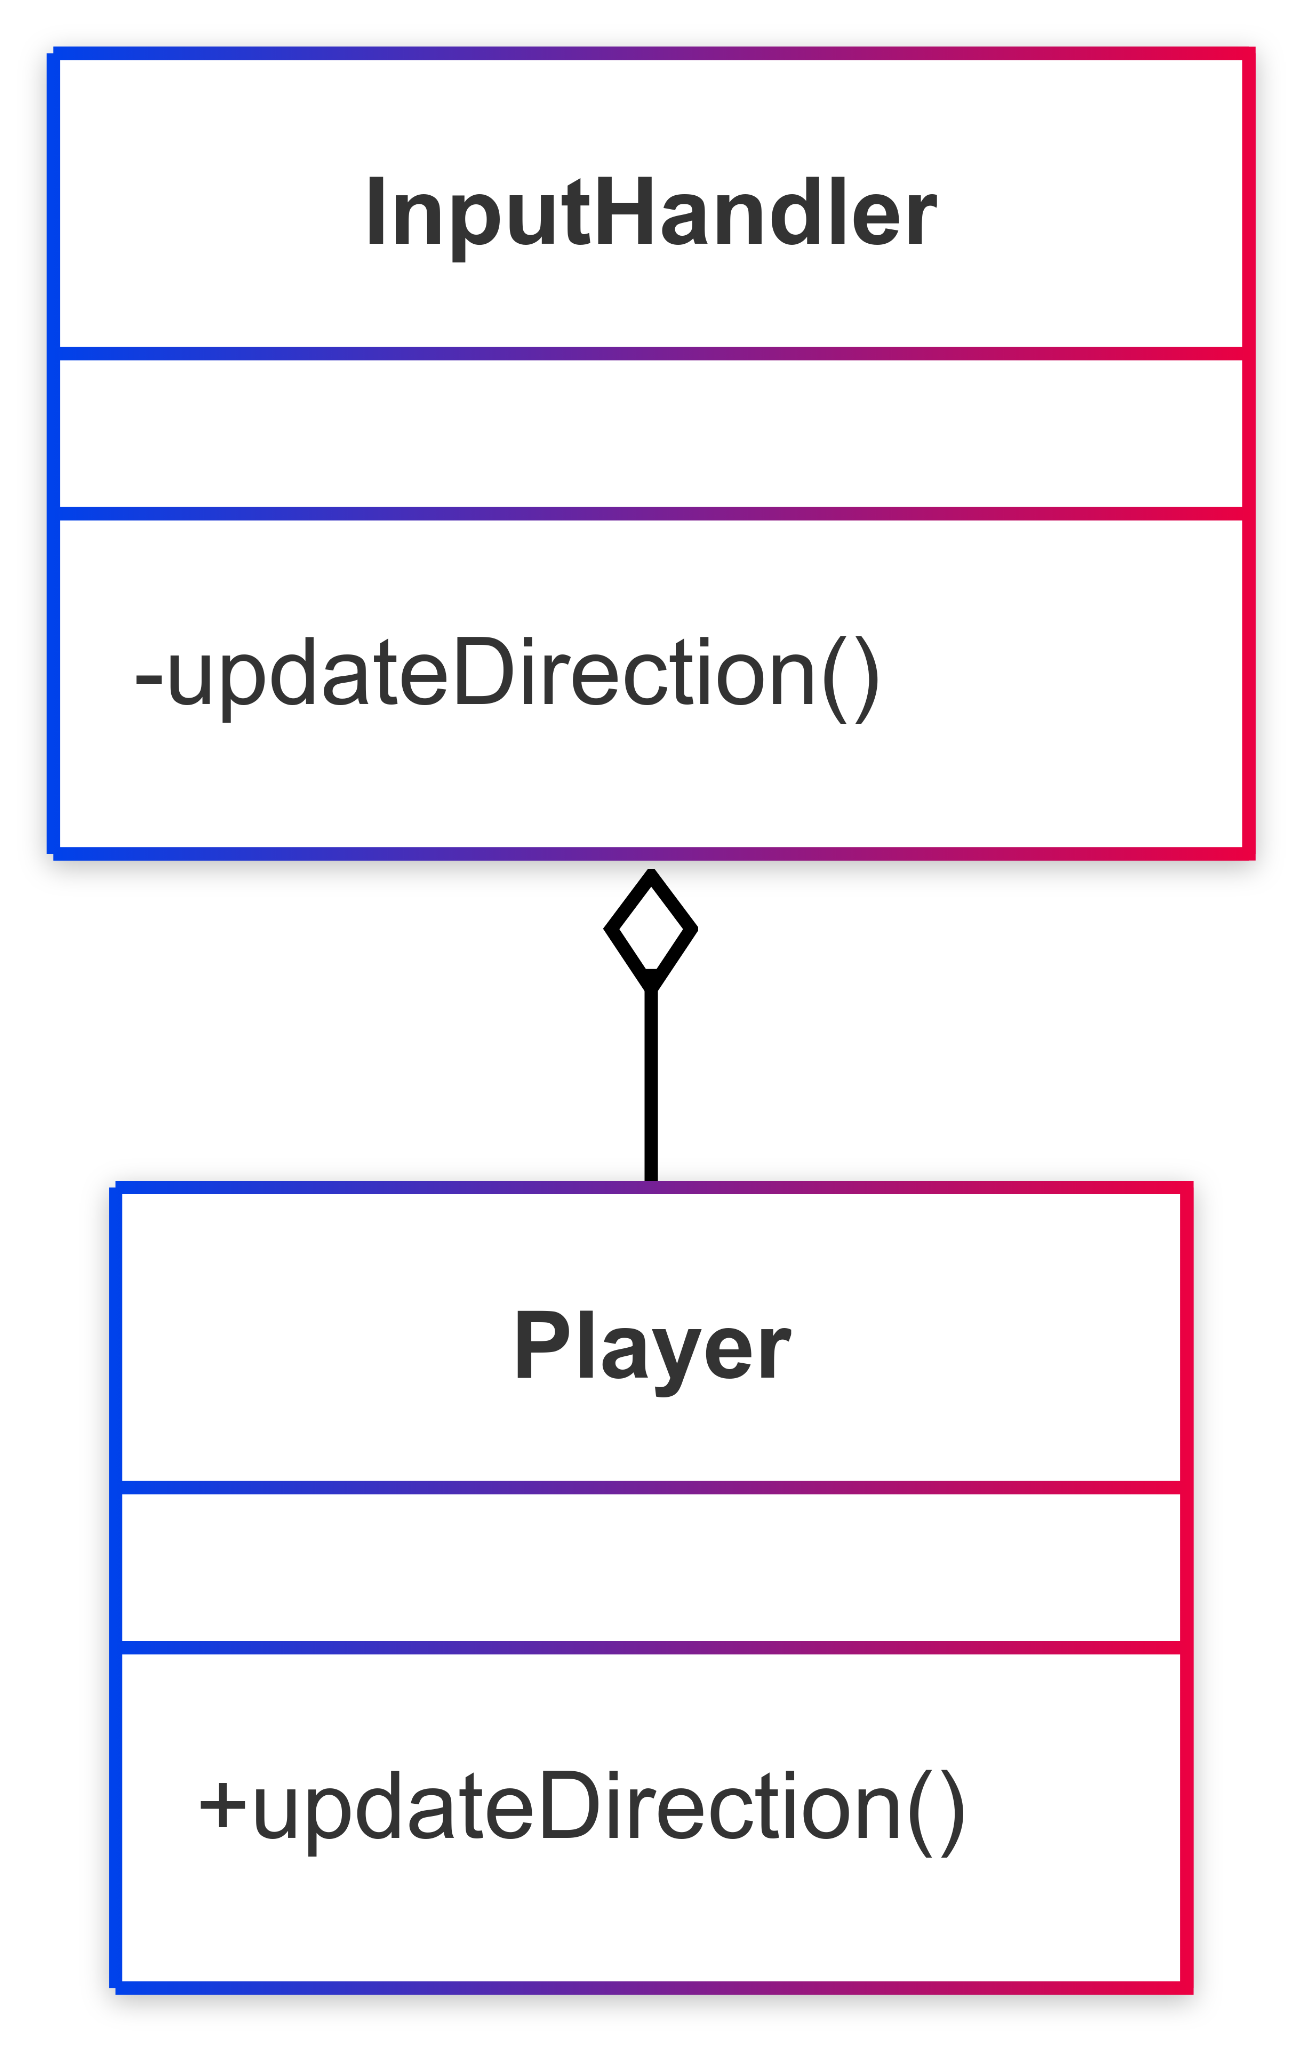 InputHandler
-updateDirection()
Player
+updateDirection()